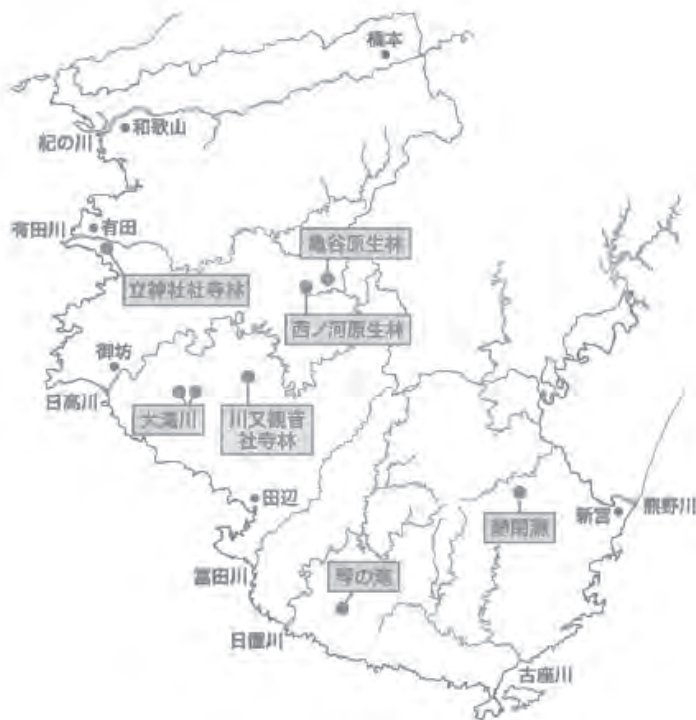 橋本
和歌山
紀の川
有田川
有田
亀谷原生林
立神社社寺林
西ノ河原生林
御坊
日高川
大滝川
川又観音
社寺林
田辺
新宮
熊野川
富田川
琴の滝
日置川
古座川